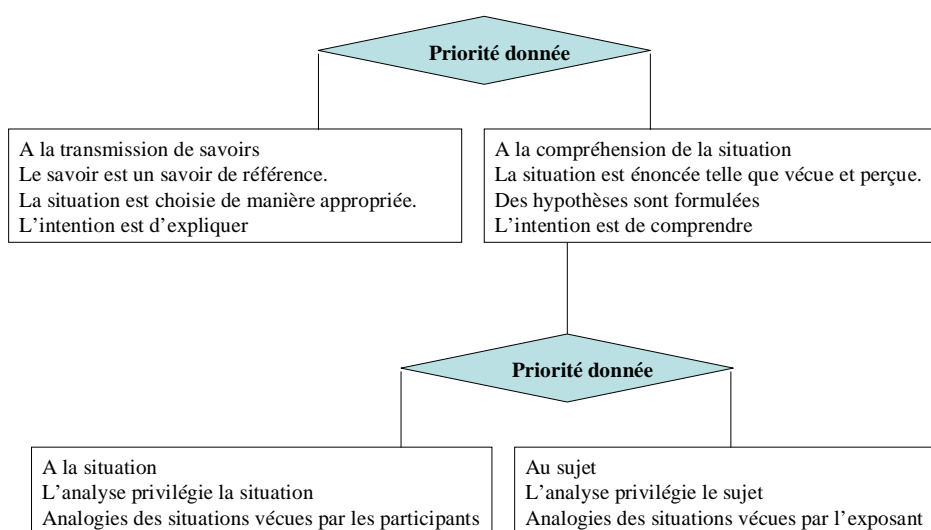 Priorité donnée
A la transmission de savoirs
Le savoir est un savoir de référence.
La situation est choisie de manière appropriée.
L'intention est d'expliquer
A la compréhension de la situation
La situation est énoncée telle que vécue et perçue.
Des hypothèses sont formulées
L'intention est de comprendre
Priorité donnée
A la situation
L'analyse privilégie la situation
Analogies des situations vécues par les participants
Au sujet
L'analyse privilégie le sujet
Analogies des situations vécues par l'exposant